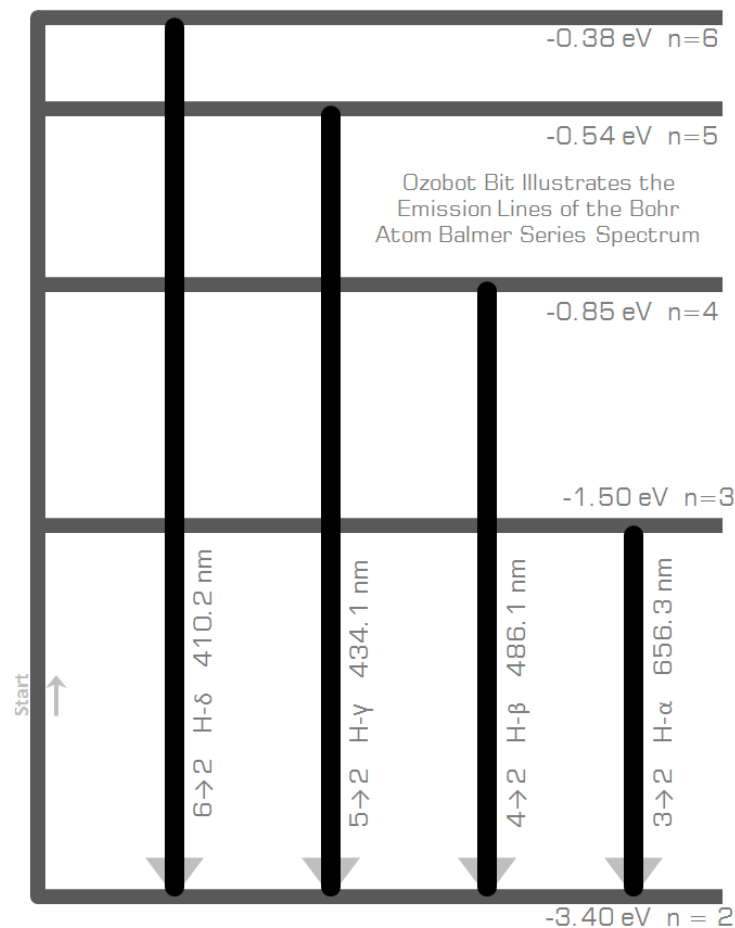 -0.38 eV n=6
-0.54 eV n=5
Ozobot Bit Illustrates the
Emission Lines of the Bohr
Atom Balmer Series Spectrum
-0.85 eV n=4
-1.50 eV n=3
Start
6→2 H-δ 410.2 nm
5→2 H-γ 434.1 nm
4→2 H-β 486.1 nm
3→2 H-α 656.3 nm
-3.40 eV n = 2